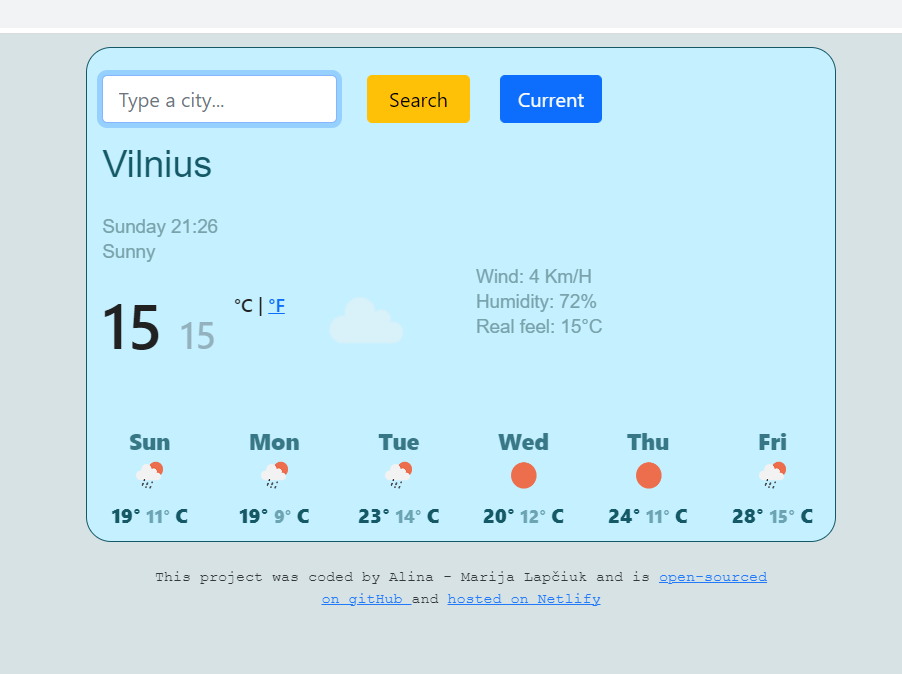 Type a city...
Search
Current
Vilnius
Sunday 21:26
Sunny
15 15 °C | °F
Wind: 4 Km/H
Humidity: 72%
Real feel: 15°C
Sun Mon Tue Wed Thu Fri
19° 11° C 19° 9° C 23° 14° C 20° 12° C 24° 11° C 28° 15° C
This project was coded by Alina - Marija Lapčiuk and is open-sourced
on gitHub and hosted on Netlify